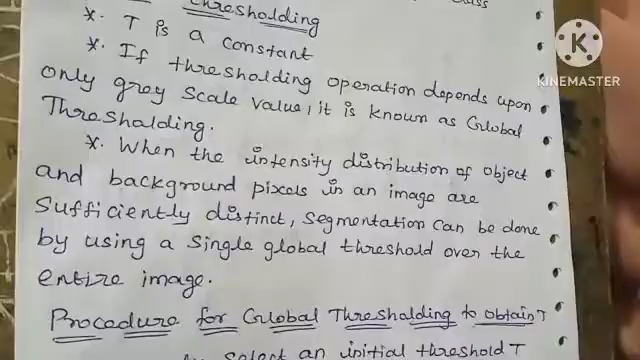 Thresholding
*. T is a constant
*. If thresholding operation depends upon
only grey scale value, it is known as Global
Thresholding.
*. When the intensity distribution of object
and background pixels in an image are
sufficiently distinct, segmentation can be done
by using a single global threshold over the
entire image.
Procedure for Global Thresholding to obtain T
select an initial threshold T
K
KINEMASTER